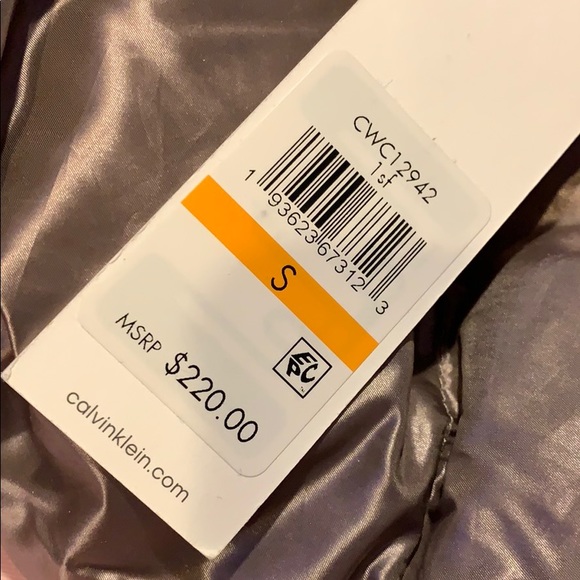 CWC12942
1sf
1 93623 67312 3
S
EPC
MSRP $220.00
calvinklein.com